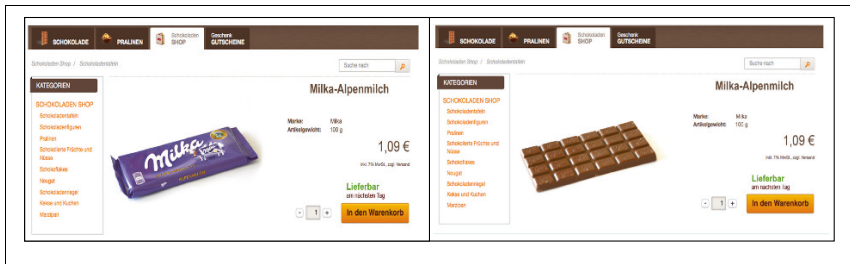 SCHOKOLADE
PRALINEN
Schokoladen
SHOP
Geschenk
GUTSCHEINE
Schokoladen Shop / Schokoladentafeln
Suche nach
KATEGORIEN
SCHOKOLADEN SHOP
Schokoladentafeln
Schokoladenfiguren
Pralinen
Schokolierte Früchte und
Nüsse
Schokoflakes
Nougat
Schokoladenriegel
Kekse und Kuchen
Marzipan
Milka
Milka-Alpenmilch
Marke: Milka
Artikelgewicht: 100 g
1,09 €
inkl 7% MwSt., zzgl. Versand
Lieferbar
am nächsten Tag
- 1 +
In den Warenkorb
SCHOKOLADE
PRALINEN
Schokoladen
SHOP
Geschenk
GUTSCHEINE
Schokoladen Shop / Schokoladentafeln
Suche nach
KATEGORIEN
SCHOKOLADEN SHOP
Schokoladentafeln
Schokoladenfiguren
Pralinen
Schokolierte Früchte und
Nüsse
Schokoflakes
Nougat
Schokoladenriegel
Kekse und Kuchen
Marzipan
Milka-Alpenmilch
Marke: Milka
Artikelgewicht: 100 g
1,09 €
inkl 7% MwSt., zzgl. Versand
Lieferbar
am nächsten Tag
- 1 +
In den Warenkorb